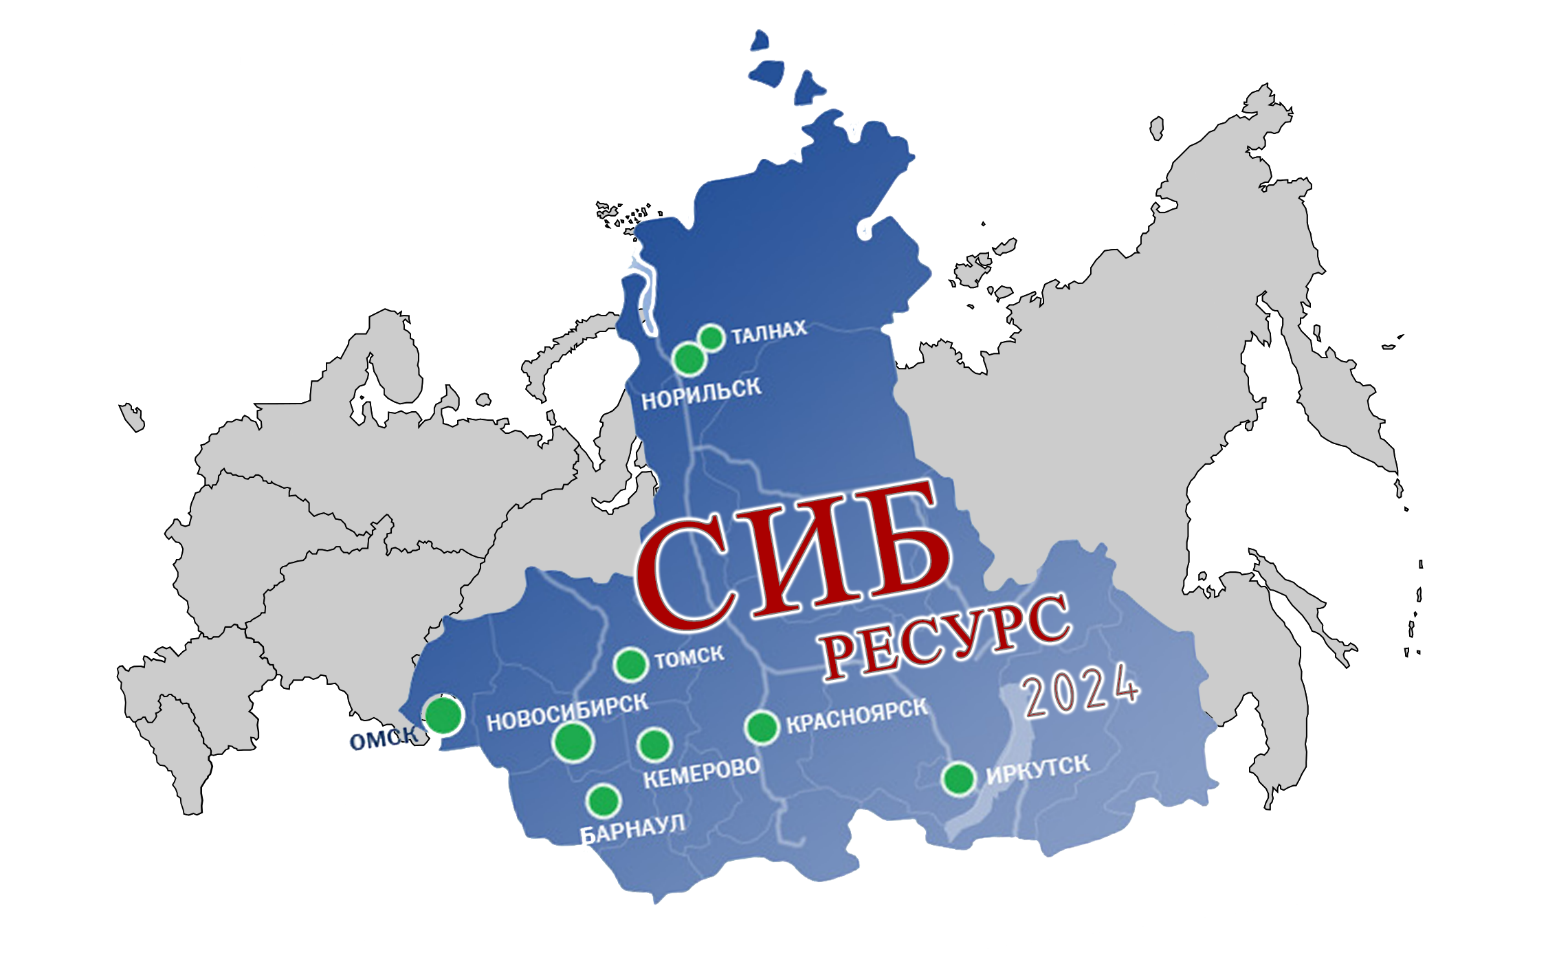 ТАЛНАХ
НОРИЛЬСК
СИБ
РЕСУРС
2024
ТОМСК
НОВОСИБИРСК
ОМСК
КРАСНОЯРСК
КЕМЕРОВО
ИРКУТСК
БАРНАУЛ